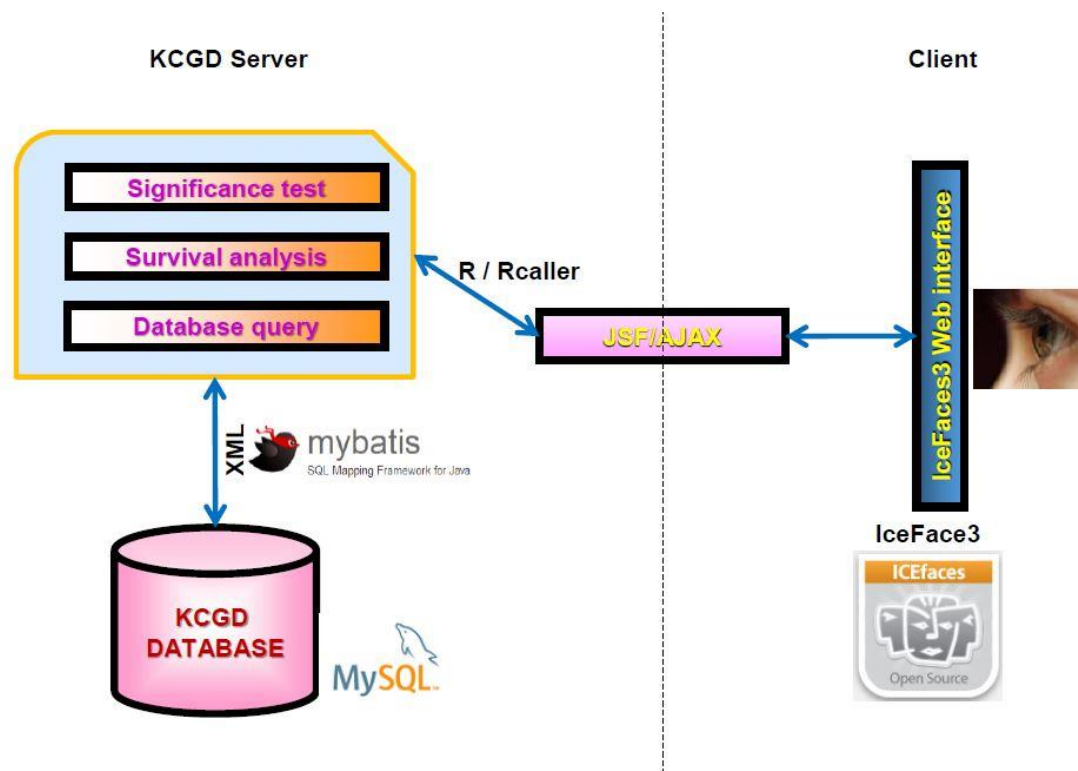 KCGD Server
Client
Significance test
Survival analysis
Database query
R / Rcaller
JSF/AJAX
IceFaces3 Web interface
XML
mybatis
SQL Mapping Framework for Java
IceFace3
ICEfaces
Open Source
KCGD
DATABASE
MySQL™